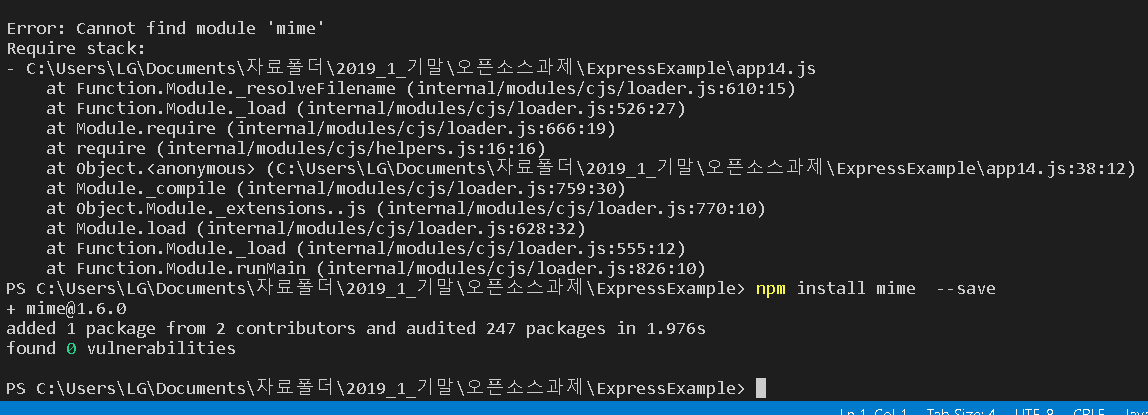 Error: Cannot find module 'mime'
Require stack:
- C:\Users\LG\Documents\자료폴더\2019_1_기말\오픈소스과제\ExpressExample\app14.js
    at Function.Module._resolveFilename (internal/modules/cjs/loader.js:610:15)
    at Function.Module._load (internal/modules/cjs/loader.js:526:27)
    at Module.require (internal/modules/cjs/loader.js:666:19)
    at require (internal/modules/cjs/helpers.js:16:16)
    at Object.<anonymous> (C:\Users\LG\Documents\자료폴더\2019_1_기말\오픈소스과제\ExpressExample\app14.js:38:12)
    at Module._compile (internal/modules/cjs/loader.js:759:30)
    at Object.Module._extensions..js (internal/modules/cjs/loader.js:770:10)
    at Module.load (internal/modules/cjs/loader.js:628:32)
    at Function.Module._load (internal/modules/cjs/loader.js:555:12)
    at Function.Module.runMain (internal/modules/cjs/loader.js:826:10)
PS C:\Users\LG\Documents\자료폴더\2019_1_기말\오픈소스과제\ExpressExample> npm install mime  --save
+ mime@1.6.0
added 1 package from 2 contributors and audited 247 packages in 1.976s
found 0 vulnerabilities
PS C:\Users\LG\Documents\자료폴더\2019_1_기말\오픈소스과제\ExpressExample>
Ln 1, Col 1 Tab Size: 4 UTF-8 CRLF